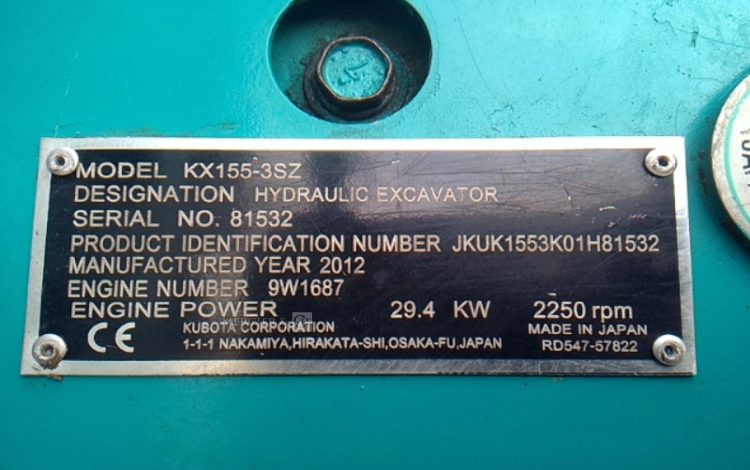 MODEL KX155-3SZ
DESIGNATION HYDRAULIC EXCAVATOR
SERIAL NO. 81532
PRODUCT IDENTIFICATION NUMBER JKUK1553K01H81532
MANUFACTURED YEAR 2012
ENGINE NUMBER 9W1687
ENGINE POWER 29.4 KW 2250 rpm
CE
KUBOTA CORPORATION
1-1-1 NAKAMIYA,HIRAKATA-SHI,OSAKA-FU,JAPAN
MADE IN JAPAN
RD547-57822